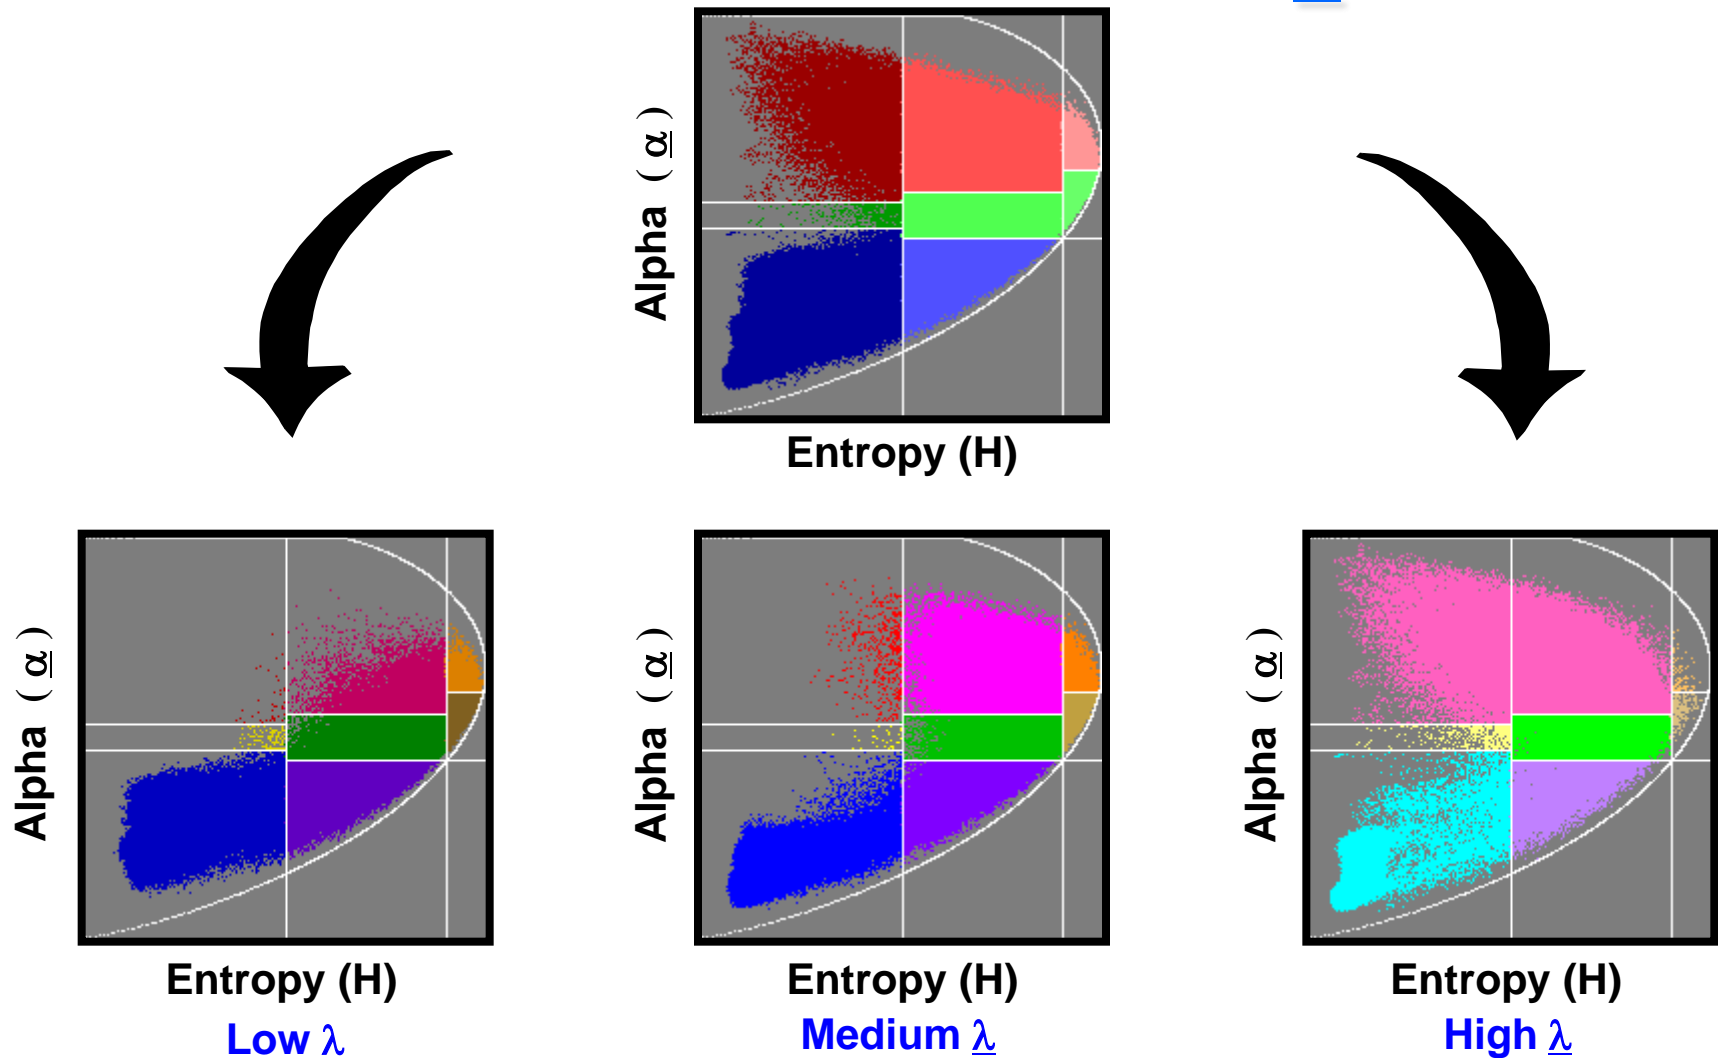 Alpha ( α )
Entropy (H)
Alpha ( α )
Entropy (H)
Low λ
Alpha ( α )
Entropy (H)
Medium λ
Alpha ( α )
Entropy (H)
High λ